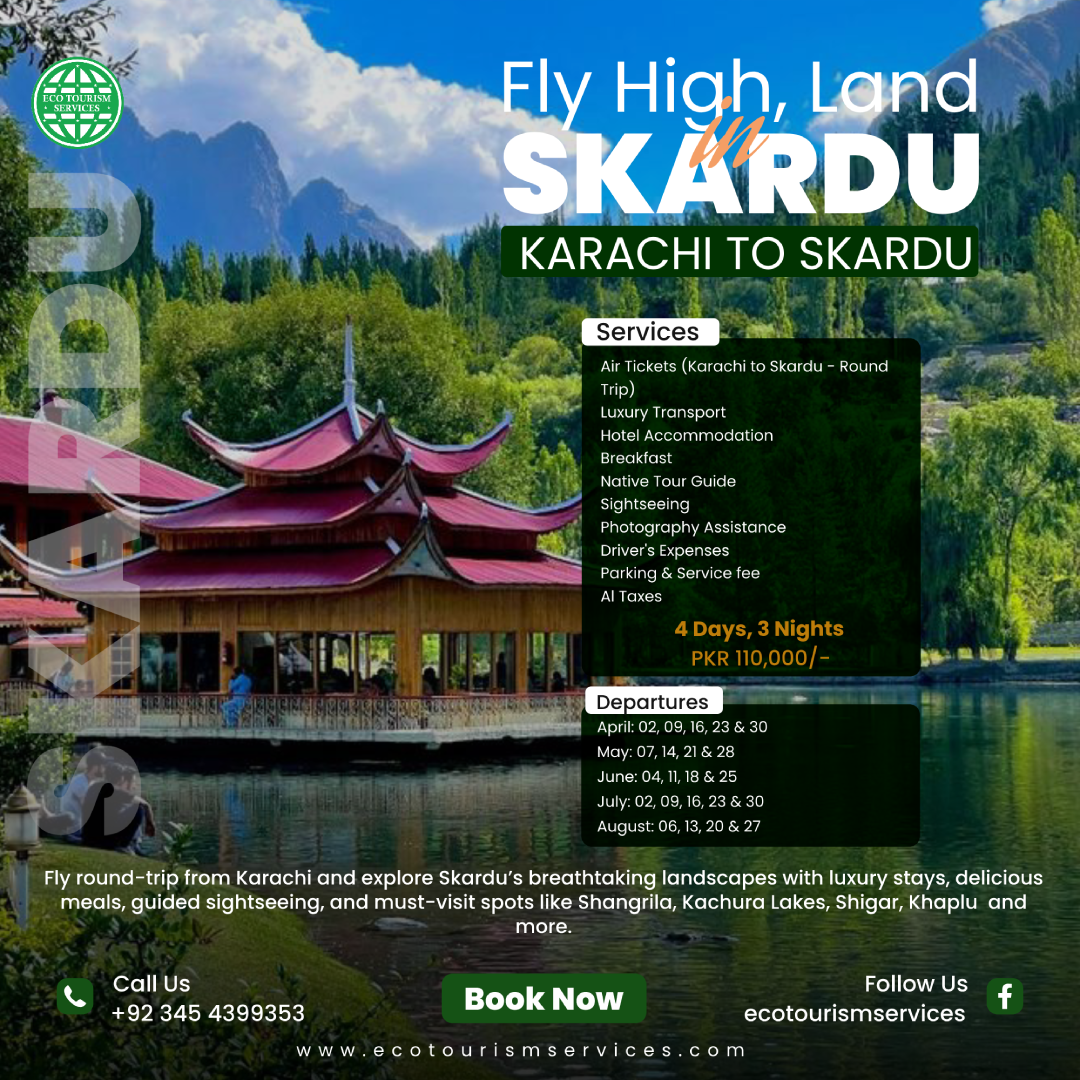 ECO TOURISM
SERVICES
Fly High, Land
in
SKARDU
KARACHI TO SKARDU
SKARDU
Services
Air Tickets (Karachi to Skardu - Round
Trip)
Luxury Transport
Hotel Accommodation
Breakfast
Native Tour Guide
Sightseeing
Photography Assistance
Driver's Expenses
Parking & Service fee
Al Taxes
4 Days, 3 Nights
PKR 110,000/-
Departures
April: 02, 09, 16, 23 & 30
May: 07, 14, 21 & 28
June: 04, 11, 18 & 25
July: 02, 09, 16, 23 & 30
August: 06, 13, 20 & 27
Fly round-trip from Karachi and explore Skardu’s breathtaking landscapes with luxury stays, delicious
meals, guided sightseeing, and must-visit spots like Shangrila, Kachura Lakes, Shigar, Khaplu and
more.
Call Us
+92 345 4399353
Book Now
Follow Us
ecotourismservices
www.ecotourismservices.com